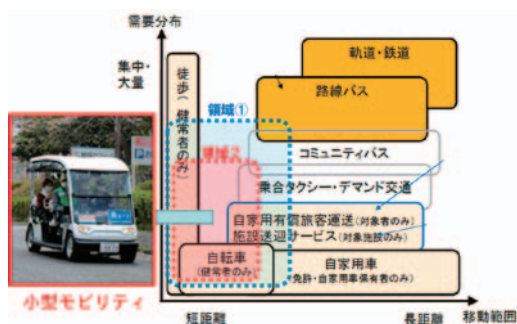 需要分布
集中・
大量
徒歩(健常者のみ)
軌道・鉄道
路線バス
領域①
領域②
コミュニティバス
乗合タクシー・デマンド交通
自家用有償旅客運送(対象者のみ)
施設送迎サービス(対象施設のみ)
自転車
(健常者のみ)
自家用車
(免許・自家用車保有者のみ)
小型モビリティ
短距離
長距離
移動範囲